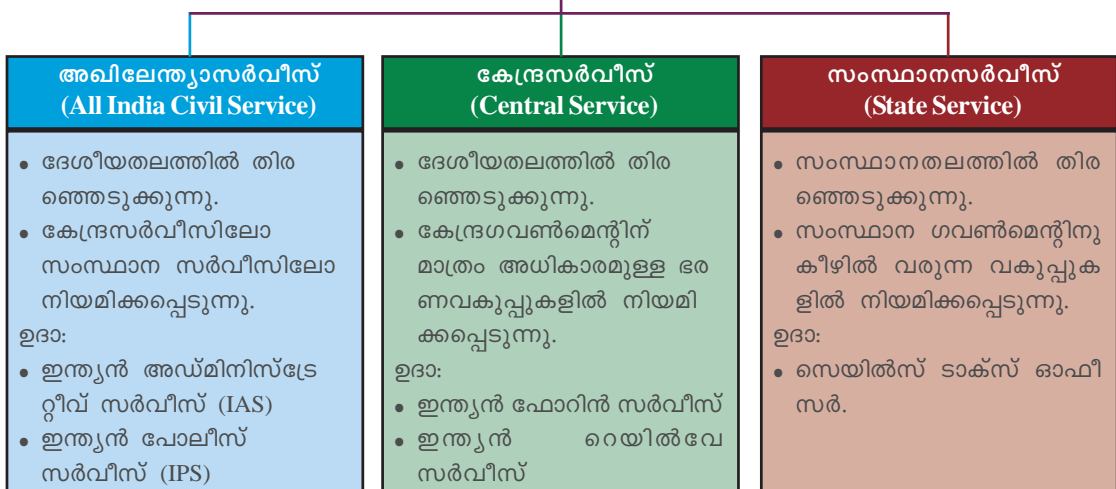 അഖിലേന്ത്യാസർവീസ്
(All India Civil Service)
• ദേശീയതലത്തിൽ തിര
ഞ്ഞെടുക്കുന്നു.
• കേന്ദ്രസർവീസിലോ
സംസ്ഥാന സർവീസിലോ
നിയമിക്കപ്പെടുന്നു.
ഉദാ:
• ഇന്ത്യൻ അഡ്മിനിസ്ട്രേ
റ്റീവ് സർവീസ് (IAS)
• ഇന്ത്യൻ പോലീസ്
സർവീസ് (IPS)
കേന്ദ്രസർവീസ്
(Central Service)
• ദേശീയതലത്തിൽ തിര
ഞ്ഞെടുക്കുന്നു.
• കേന്ദ്രഗവൺമെന്റിന്
മാത്രം അധികാരമുള്ള ഭര
ണവകുപ്പുകളിൽ നിയമി
ക്കപ്പെടുന്നു.
ഉദാ:
• ഇന്ത്യൻ ഫോറിൻ സർവീസ്
• ഇന്ത്യൻ റെയിൽവേ
സർവീസ്
സംസ്ഥാനസർവീസ്
(State Service)
• സംസ്ഥാനതലത്തിൽ തിര
ഞ്ഞെടുക്കുന്നു.
• സംസ്ഥാന ഗവൺമെന്റിനു
കീഴിൽ വരുന്ന വകുപ്പുക
ളിൽ നിയമിക്കപ്പെടുന്നു.
ഉദാ:
• സെയിൽസ് ടാക്സ് ഓഫീ
സർ.